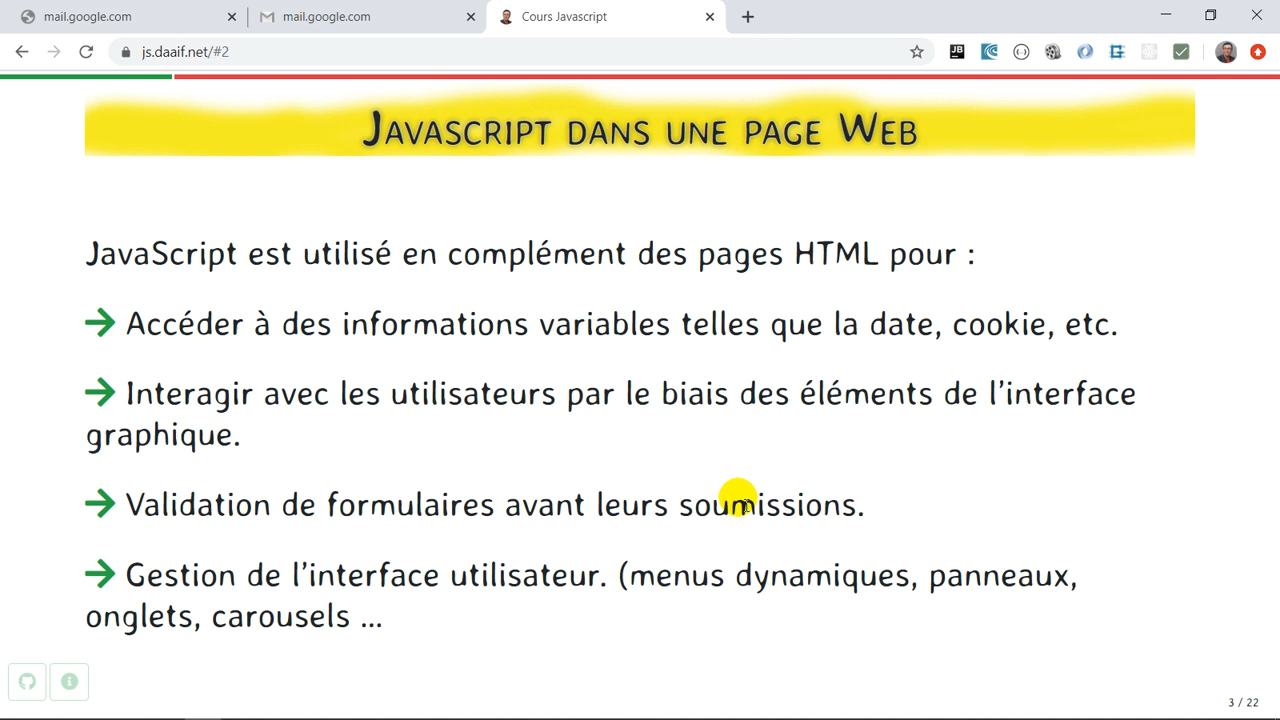 mail.google.com
mail.google.com
Cours Javascript
js.daaif.net/#2
JB
Javascript dans une page Web
JavaScript est utilisé en complément des pages HTML pour :
→ Accéder à des informations variables telles que la date, cookie, etc.
→ Interagir avec les utilisateurs par le biais des éléments de l'interface
graphique.
→ Validation de formulaires avant leurs soumissions.
→ Gestion de l'interface utilisateur. (menus dynamiques, panneaux,
onglets, carousels ...
3 / 22